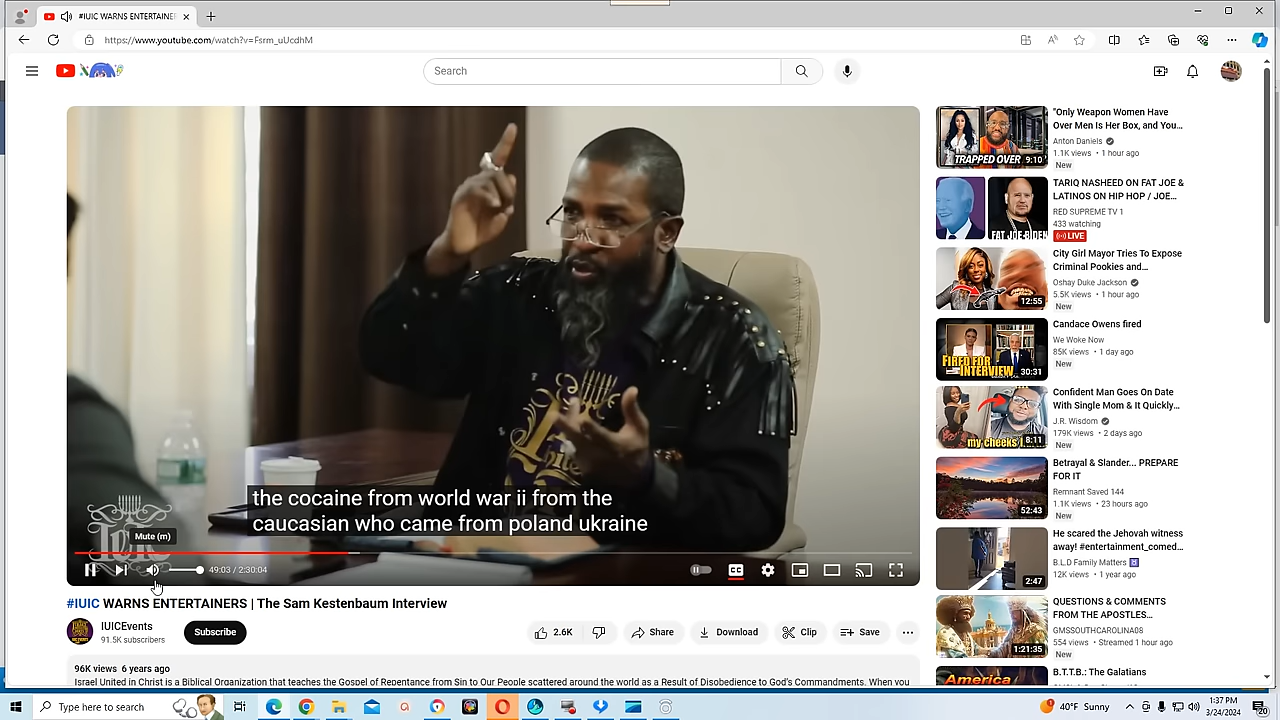 #IUIC WARNS ENTERTAINER
https://www.youtube.com/watch?v=Fsrm_uUcdhM
Search
the cocaine from world war ii from the
caucasian who came from poland ukraine
IUIC
Mute (m)
49:03 / 2:30:04
CC
#IUIC WARNS ENTERTAINERS | The Sam Kestenbaum Interview
IUICEvents
91.5K subscribers
Subscribe
2.6K
Share
Download
Clip
Save
96K views 6 years ago
Israel United in Christ is a Biblical Organization that teaches the Gospel of Repentance from Sin to Our People scattered around the world as a Result of Disobedience to God's Commandments. When you
TRAPPED OVER
9:10
"Only Weapon Women Have
Over Men Is Her Box, and You...
Anton Daniels
1.1K views • 1 hour ago
New
FAT JOE-BIDEN
TARIQ NASHEED ON FAT JOE &
LATINOS ON HIP HOP / JOE...
RED SUPREME TV 1
433 watching
LIVE
12:55
City Girl Mayor Tries To Expose
Criminal Pookies and...
Oshay Duke Jackson
5.5K views • 1 hour ago
New
FIRED FOR
INTERVIEW
30:31
Candace Owens fired
We Woke Now
85K views • 1 day ago
New
my cheeks
8:11
Confident Man Goes On Date
With Single Mom & It Quickly...
J.R. Wisdom
179K views • 2 days ago
New
52:43
Betrayal & Slander... PREPARE
FOR IT
Remnant Saved 144
1.1K views • 23 hours ago
New
2:47
He scared the Jehovah witness
away! #entertainment_comed...
B.L.D Family Matters
12K views • 1 year ago
1:21:35
QUESTIONS & COMMENTS
FROM THE APOSTLES...
GMSSOUTHCAROLINA08
554 views • Streamed 1 hour ago
New
America
B.T.T.B.: The Galatians
Type here to search
40°F Sunny
1:37 PM
3/24/2024
20